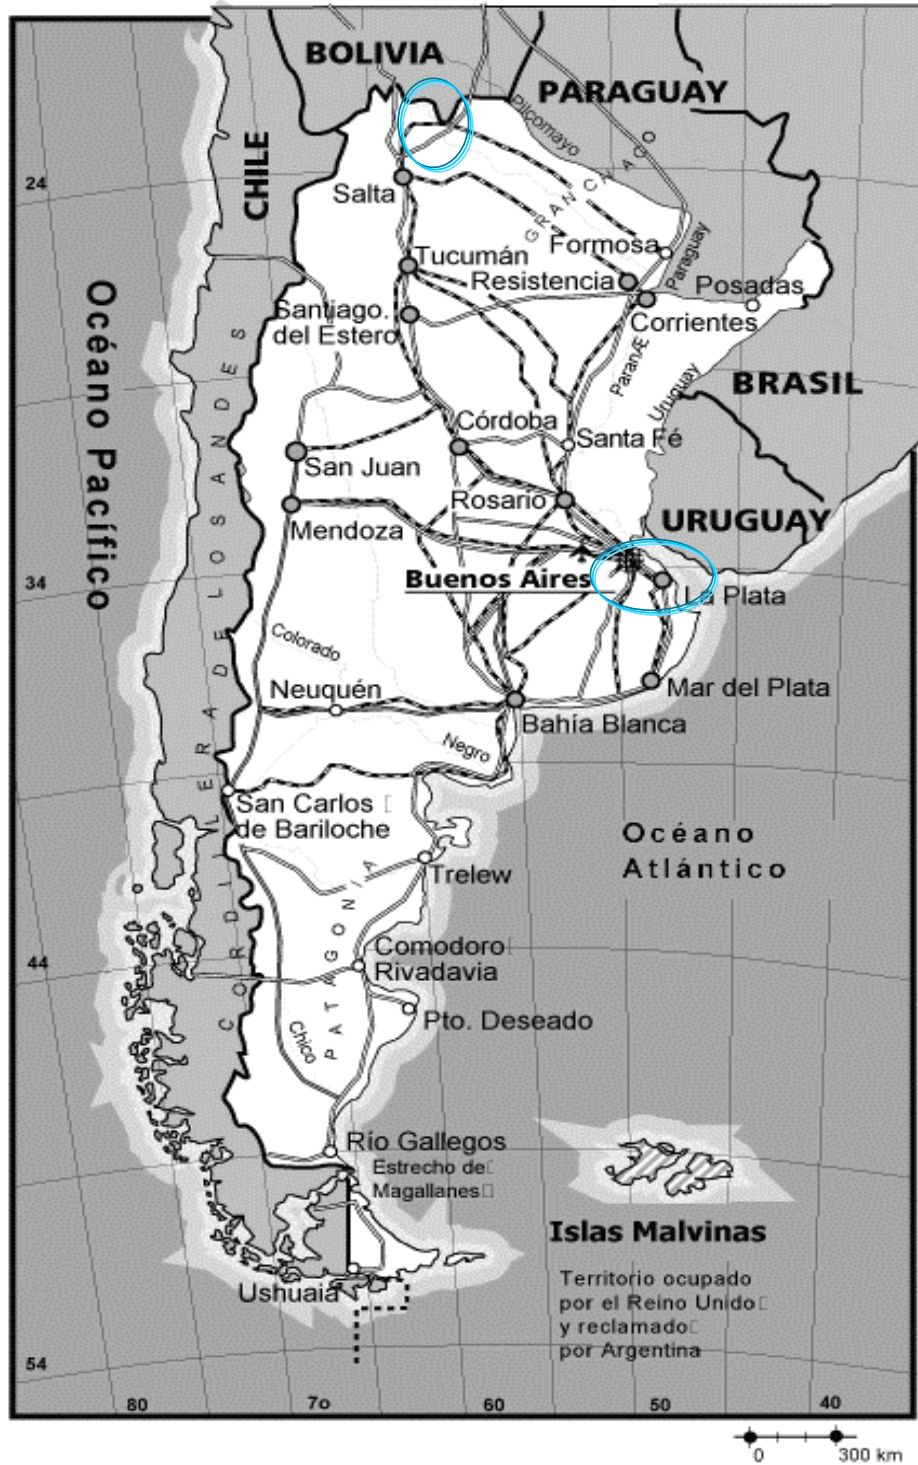 BOLIVIA
PARAGUAY
Pilcomayo
CHILE
24
Salta
GRAN CHACO
Formosa
Tucumán
Resistencia
Paraguay
Posadas
Santiago.
del Estero
Corrientes
Océano Pacífico
ParanÆ
Uruguay
BRASIL
Córdoba
Santa Fé
San Juan
Rosario
Mendoza
URUGUAY
Buenos Aires
La Plata
34
CORDILLERA DE LOS ANDES
Colorado
Neuquén
Mar del Plata
Bahía Blanca
Negro
San Carlos
de Bariloche
Océano
Atlántico
Trelew
PATAGONIA
Comodoro
Rivadavia
44
Pto. Deseado
Chico
Río Gallegos
Estrecho de
Magallanes
Islas Malvinas
Ushuaia
Territorio ocupado
por el Reino Unido
y reclamado
por Argentina
54
80
7o
60
50
40
0
300 km